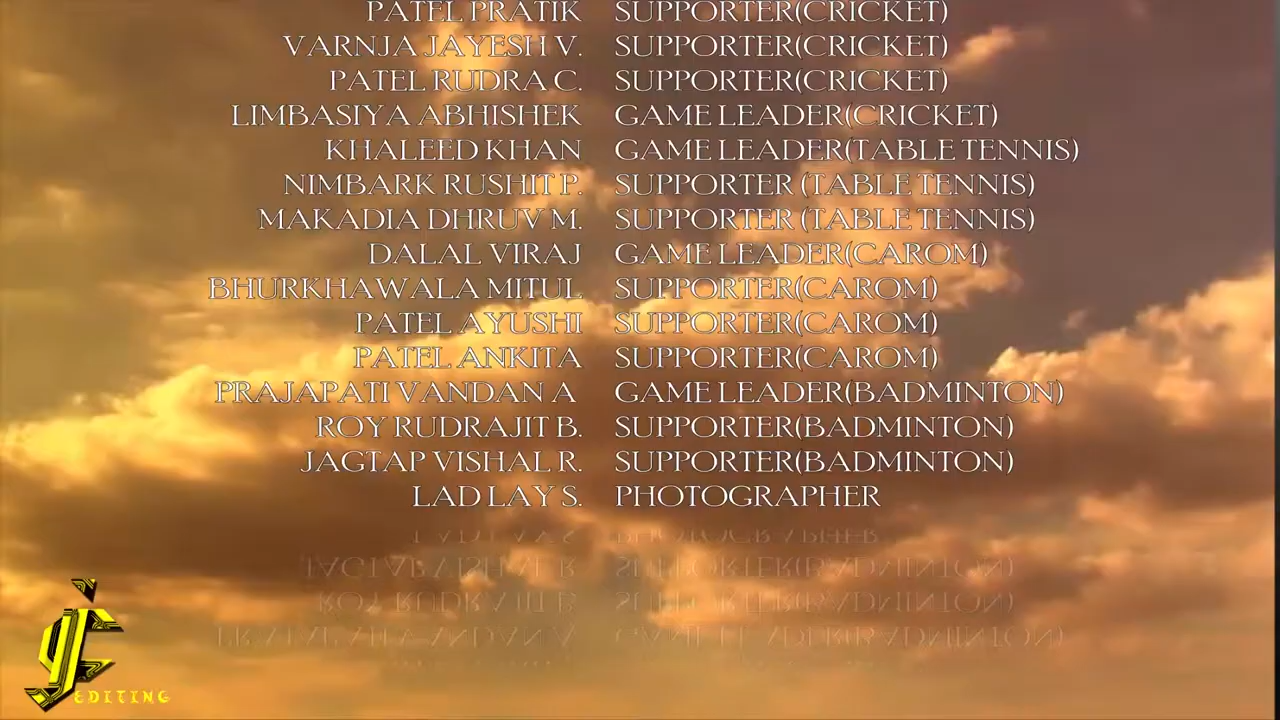 PATEL PRATIK SUPPORTER(CRICKET)
VARNJA JAYESH V. SUPPORTER(CRICKET)
PATEL RUDRA C. SUPPORTER(CRICKET)
LIMBASIYA ABHISHEK GAME LEADER(CRICKET)
KHALEED KHAN GAME LEADER(TABLE TENNIS)
NIMBARK RUSHIT P. SUPPORTER (TABLE TENNIS)
MAKADIA DHRUV M. SUPPORTER (TABLE TENNIS)
DALAL VIRAJ GAME LEADER(CAROM)
BHURKHAWALA MITUL SUPPORTER(CAROM)
PATEL AYUSHI SUPPORTER(CAROM)
PATEL ANKITA SUPPORTER(CAROM)
PRAJAPATI VANDAN A GAME LEADER(BADMINTON)
ROY RUDRAJIT B. SUPPORTER(BADMINTON)
JAGTAP VISHAL R. SUPPORTER(BADMINTON)
LAD LAY S. PHOTOGRAPHER
EDITING